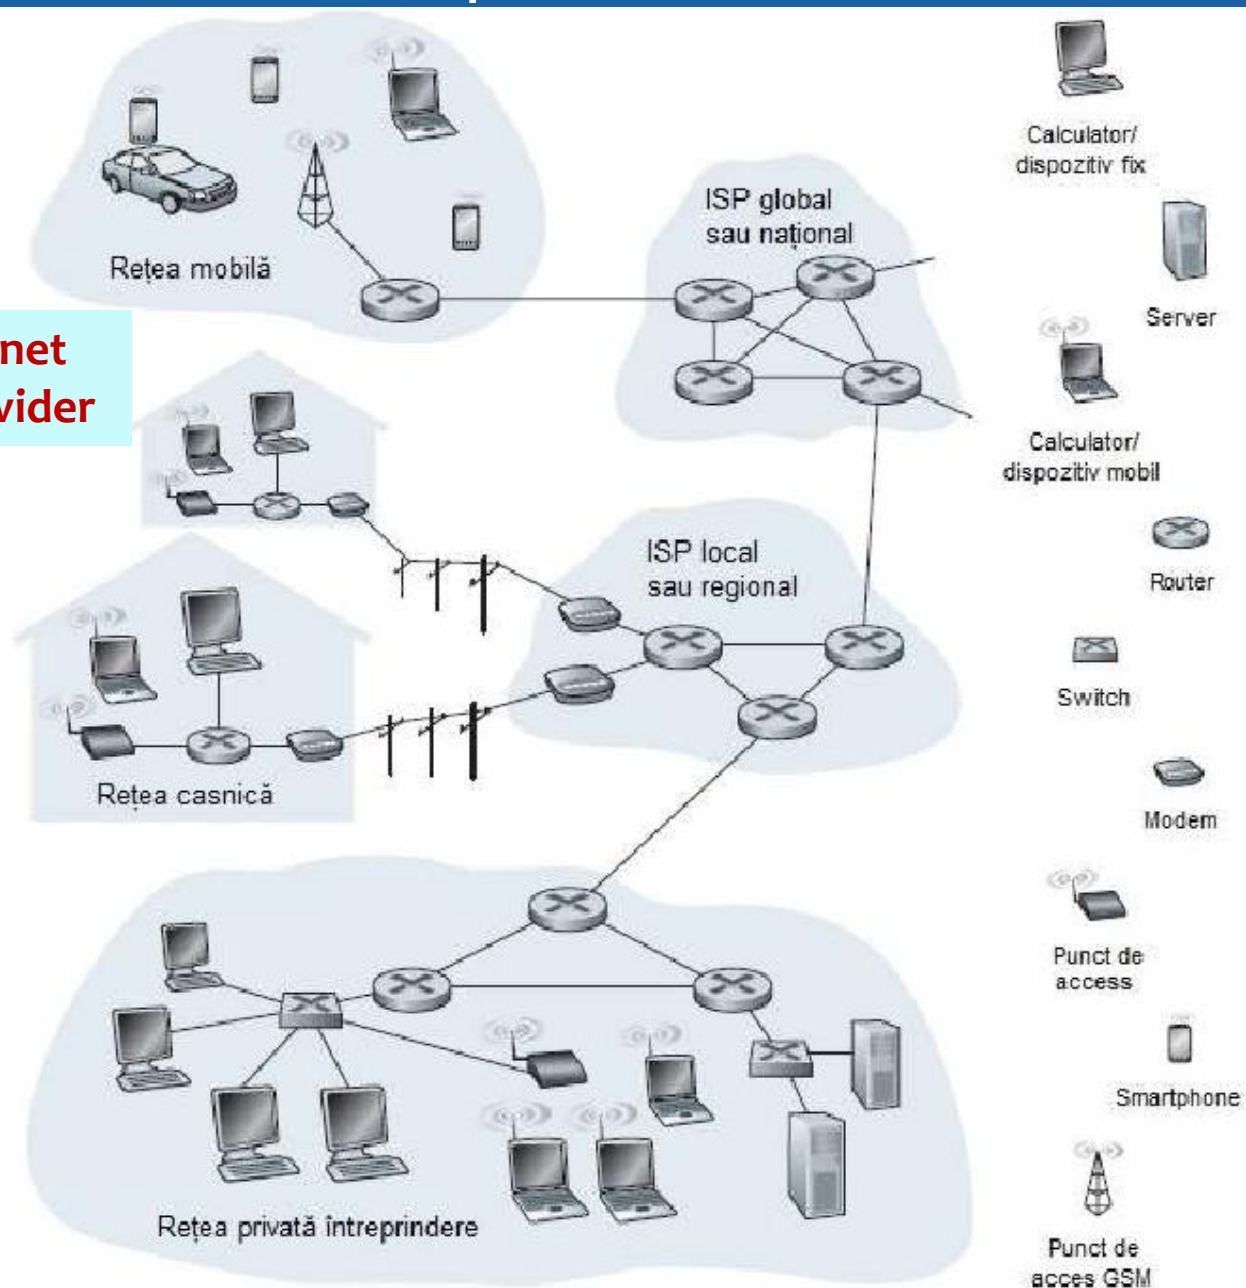 Rețea mobilă
ISP global
sau național
net
vider
ISP local
sau regional
Rețea casnică
Rețea privată întreprindere
Calculator/
dispozitiv fix
Server
Calculator/
dispozitiv mobil
Router
Switch
Modem
Punct de
access
Smartphone
Punct de
acces GSM